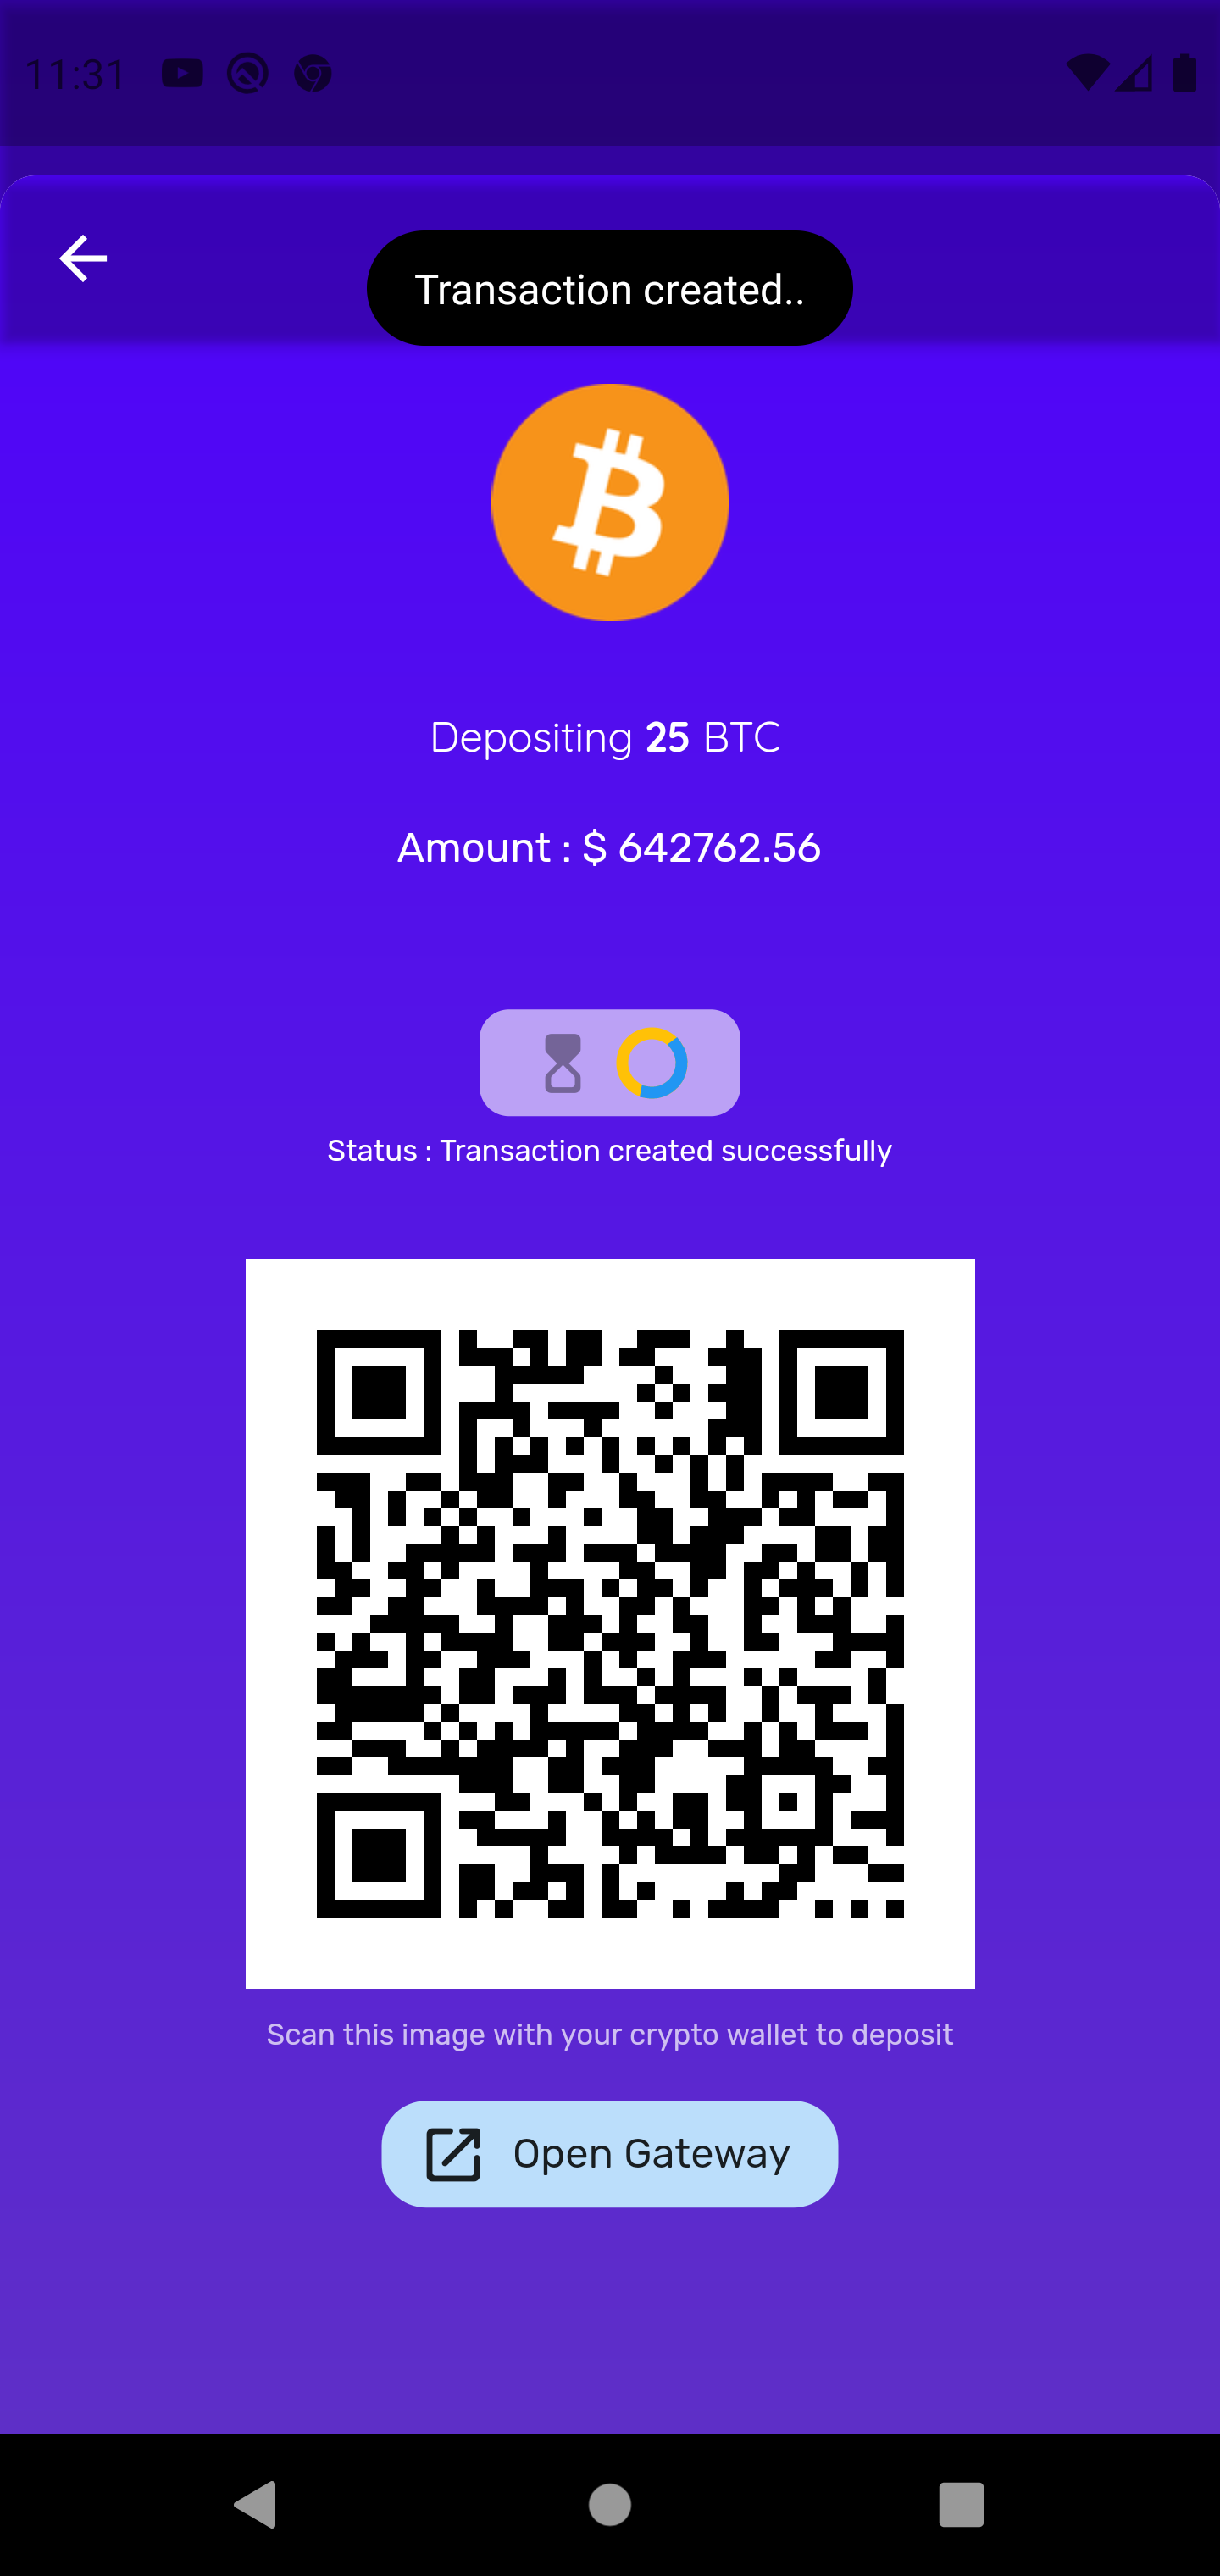 11:31
Transaction created..
Depositing 25 BTC
Amount : $ 642762.56
Status : Transaction created successfully
Scan this image with your crypto wallet to deposit
Open Gateway